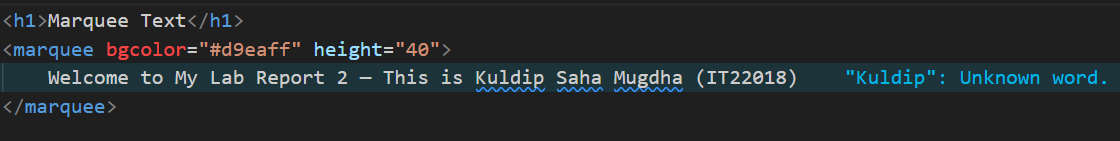 <h1>Marquee Text</h1>
<marquee bgcolor="#d9eaff" height="40">
Welcome to My Lab Report 2 — This is Kuldip Saha Mugdha (IT22018) "Kuldip": Unknown word.
</marquee>